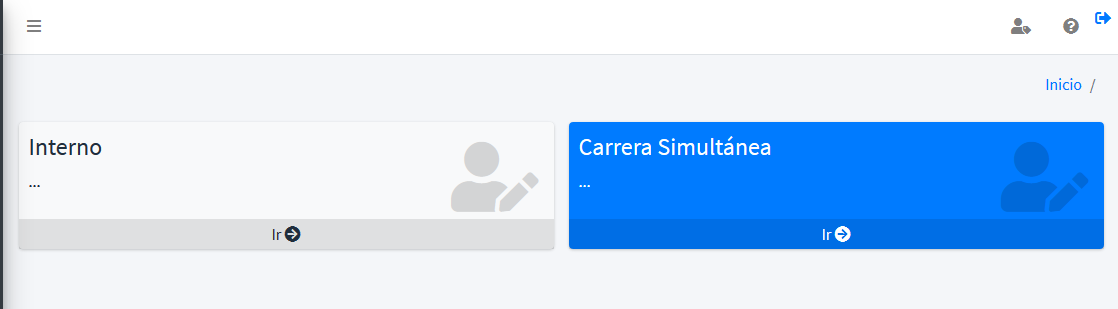 Inicio /
Interno
...
Ir
Carrera Simultánea
...
Ir